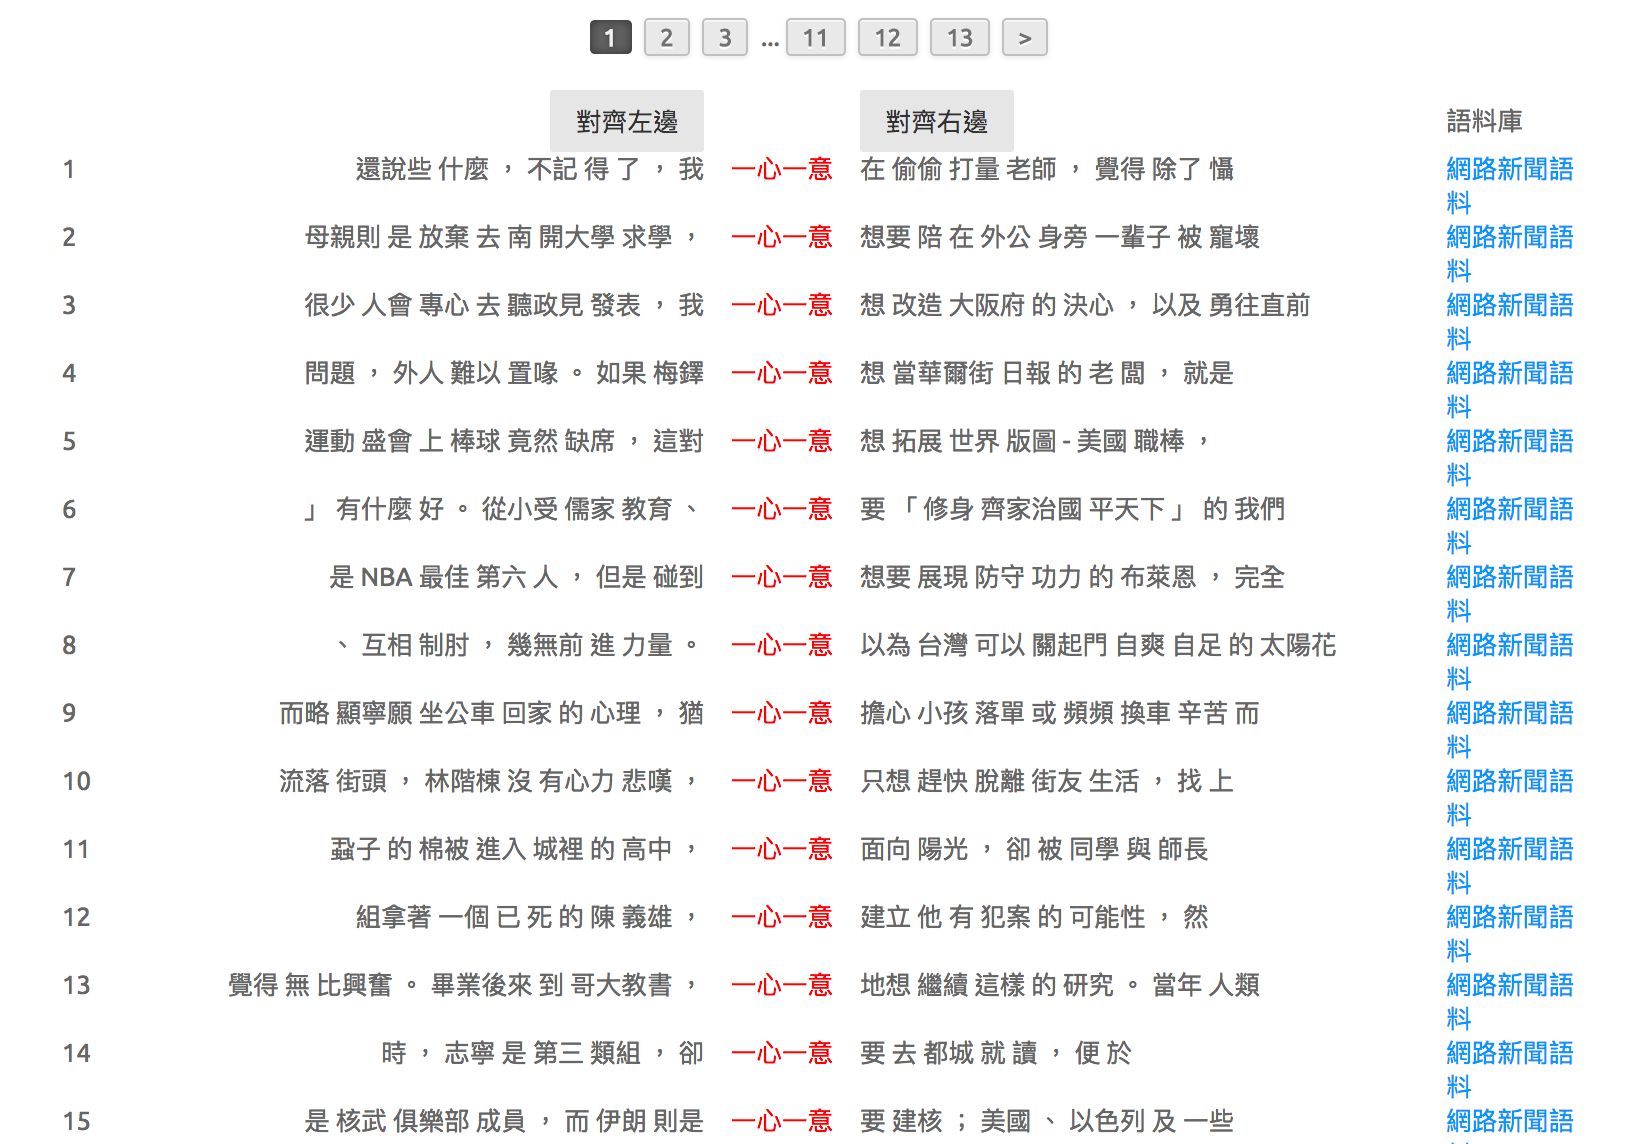 1 2 3 ... 11 12 13 >
對齊左邊 對齊右邊 語料庫
1 還說些 什麼 ， 不記 得 了 ， 我 一心一意 在 偷偷 打量 老師 ， 覺得 除了 懾 網路新聞語
料
2 母親則 是 放棄 去 南 開大學 求學 ， 一心一意 想要 陪 在 外公 身旁 一輩子 被 寵壞 網路新聞語
料
3 很少 人會 專心 去 聽政見 發表 ， 我 一心一意 想 改造 大阪府 的 決心 ， 以及 勇往直前 網路新聞語
料
4 問題 ， 外人 難以 置喙 。 如果 梅鐸 一心一意 想 當華爾街 日報 的 老 闆 ， 就是 網路新聞語
料
5 運動 盛會 上 棒球 竟然 缺席 ， 這對 一心一意 想 拓展 世界 版圖 - 美國 職棒 ， 網路新聞語
料
6 」 有什麼 好 。 從小受 儒家 教育 、 一心一意 要 「 修身 齊家治國 平天下 」 的 我們 網路新聞語
料
7 是 NBA 最佳 第六 人 ， 但是 碰到 一心一意 想要 展現 防守 功力 的 布萊恩 ， 完全 網路新聞語
料
8 、 互相 制肘 ， 幾無前 進 力量 。 一心一意 以為 台灣 可以 關起門 自爽 自足 的 太陽花 網路新聞語
料
9 而略 顯寧願 坐公車 回家 的 心理 ， 猶 一心一意 擔心 小孩 落單 或 頻頻 換車 辛苦 而 網路新聞語
料
10 流落 街頭 ， 林階棟 沒 有心力 悲嘆 ， 一心一意 只想 趕快 脫離 街友 生活 ， 找 上 網路新聞語
料
11 蝨子 的 棉被 進入 城裡 的 高中 ， 一心一意 面向 陽光 ， 卻 被 同學 與 師長 網路新聞語
料
12 組拿著 一個 已 死 的 陳 義雄 ， 一心一意 建立 他 有 犯案 的 可能性 ， 然 網路新聞語
料
13 覺得 無 比興奮 。 畢業後來 到 哥大教書 ， 一心一意 地想 繼續 這樣 的 研究 。 當年 人類 網路新聞語
料
14 時 ， 志寧 是 第三 類組 ， 卻 一心一意 要 去 都城 就 讀 ， 便 於 網路新聞語
料
15 是 核武 俱樂部 成員 ， 而 伊朗 則是 一心一意 要 建核 ； 美國 、 以色列 及 一些 網路新聞語